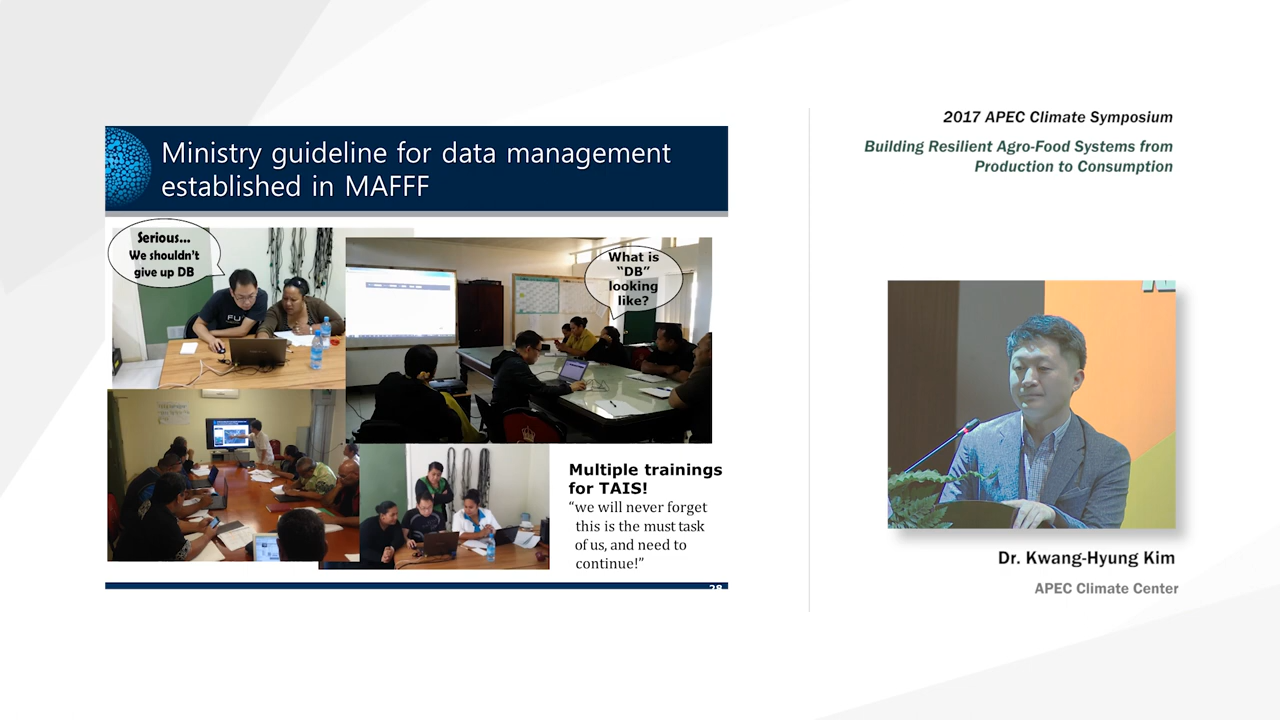 Ministry guideline for data management
established in MAFFF
Serious...
We shouldn't
give up DB
What is
"DB"
looking
like?
Multiple trainings
for TAIS!
"we will never forget
this is the must task
of us, and need to
continue!"
28
2017 APEC Climate Symposium
Building Resilient Agro-Food Systems from
Production to Consumption
Dr. Kwang-Hyung Kim
APEC Climate Center